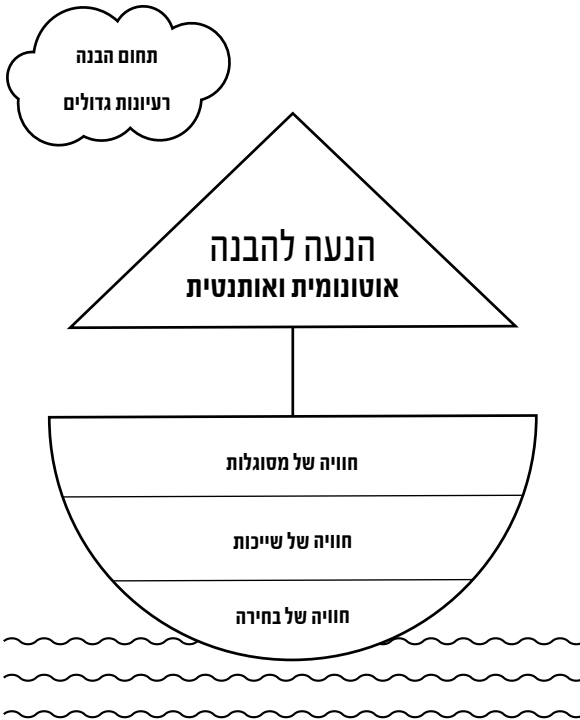 תחום הבנה
רעיונות גדולים
הנעה להבנה
אוטונומית ואותנטית
חוויה של מסוגלות
חוויה של שייכות
חוויה של בחירה